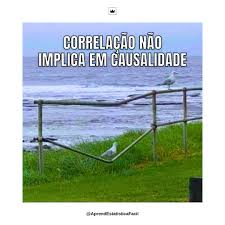 CORRELAÇÃO NÃO
IMPLICA EM CAUSALIDADE
@AprendEstatisticaFacil